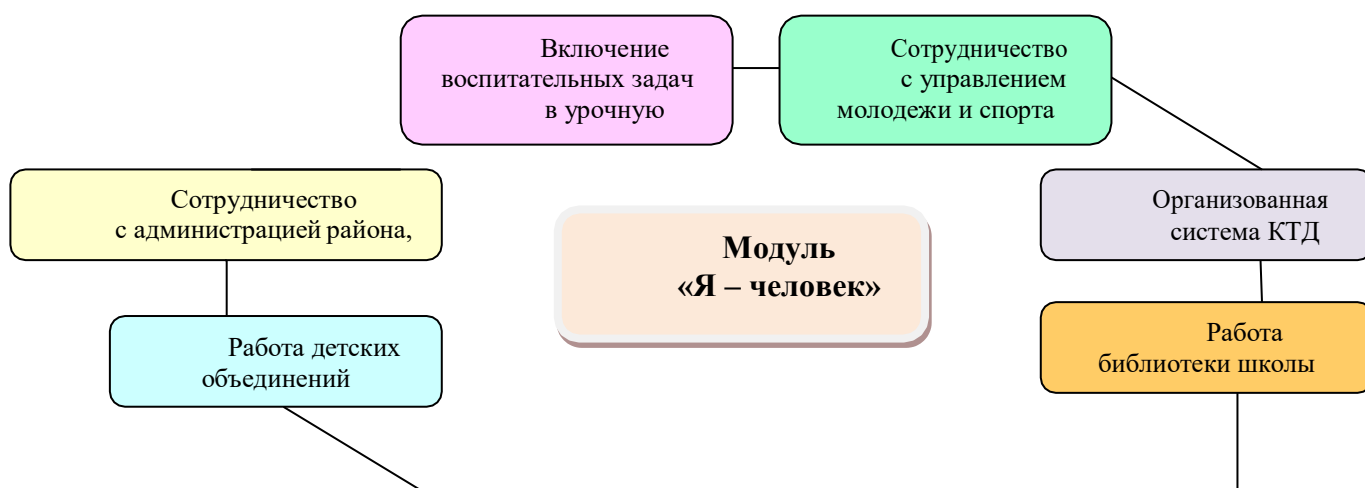 Включение
воспитательных задач
в урочную
Сотрудничество
с управлением
молодежи и спорта
Сотрудничество
с администрацией района,
Модуль
«Я – человек»
Организованная
система КТД
Работа детских
объединений
Работа
библиотеки школы